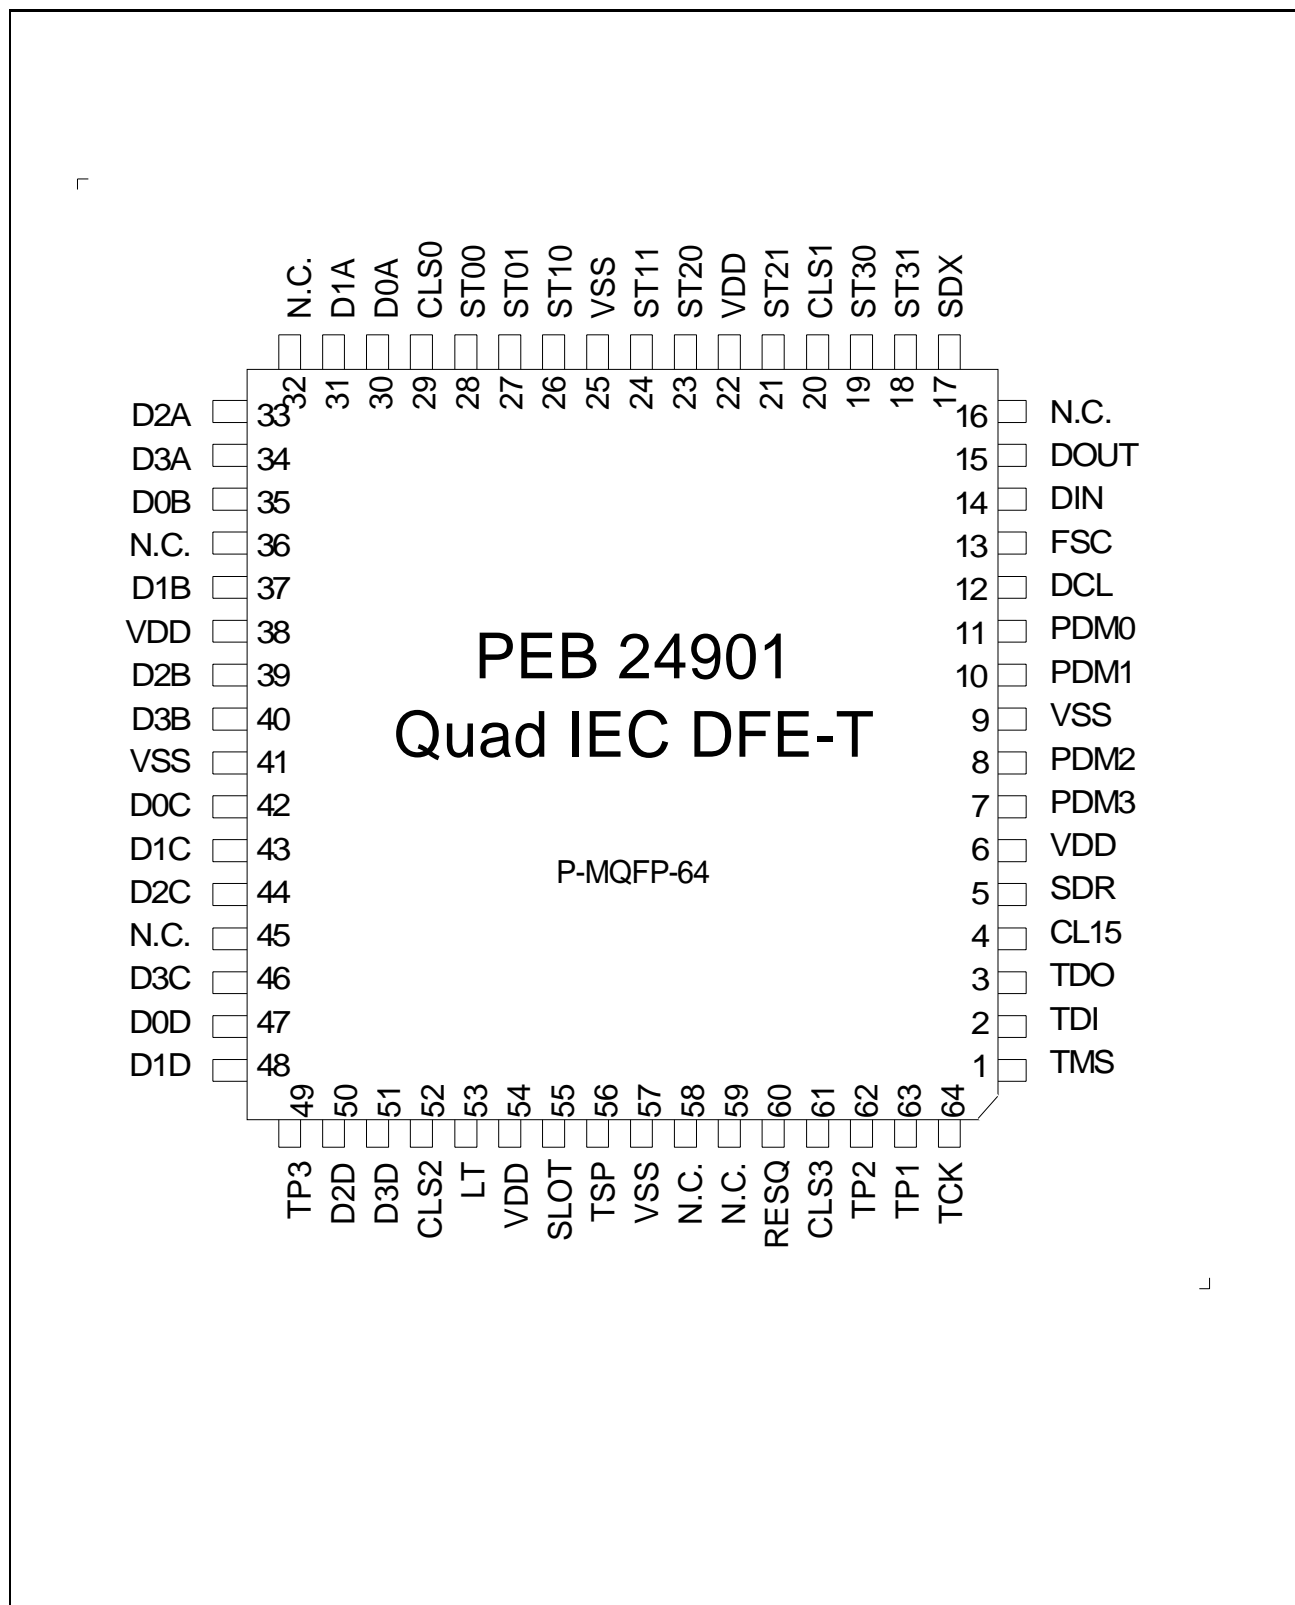 N.C. D1A D0A CLS0 ST00 ST01 ST10 VSS ST11 ST20 VDD ST21 CLS1 ST30 ST31 SDX
32 31 30 29 28 27 26 25 24 23 22 21 20 19 18 17
D2A 33 16 N.C.
D3A 34 15 DOUT
D0B 35 14 DIN
N.C. 36 13 FSC
D1B 37 12 DCL
VDD 38 11 PDM0
D2B 39 10 PDM1
D3B 40 9 VSS
VSS 41 8 PDM2
D0C 42 7 PDM3
D1C 43 6 VDD
D2C 44 5 SDR
N.C. 45 4 CL15
D3C 46 3 TDO
D0D 47 2 TDI
D1D 48 1 TMS
PEB 24901
Quad IEC DFE-T
P-MQFP-64
49 50 51 52 53 54 55 56 57 58 59 60 61 62 63 64
TP3 D2D D3D CLS2 LT VDD SLOT TSP VSS N.C. N.C. RESQ CLS3 TP2 TP1 TCK